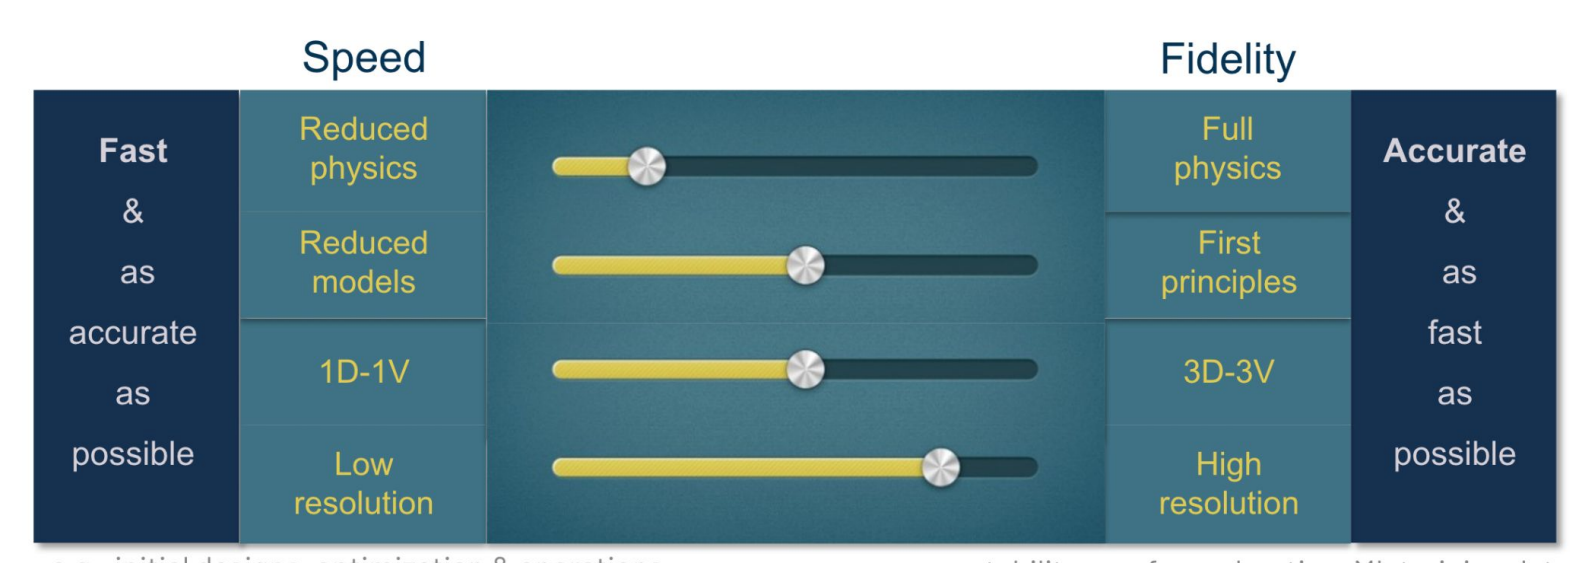 Speed
Fidelity
Fast
&
as
accurate
as
possible
Reduced
physics
Reduced
models
1D-1V
Low
resolution
Full
physics
First
principles
3D-3V
High
resolution
Accurate
&
as
fast
as
possible